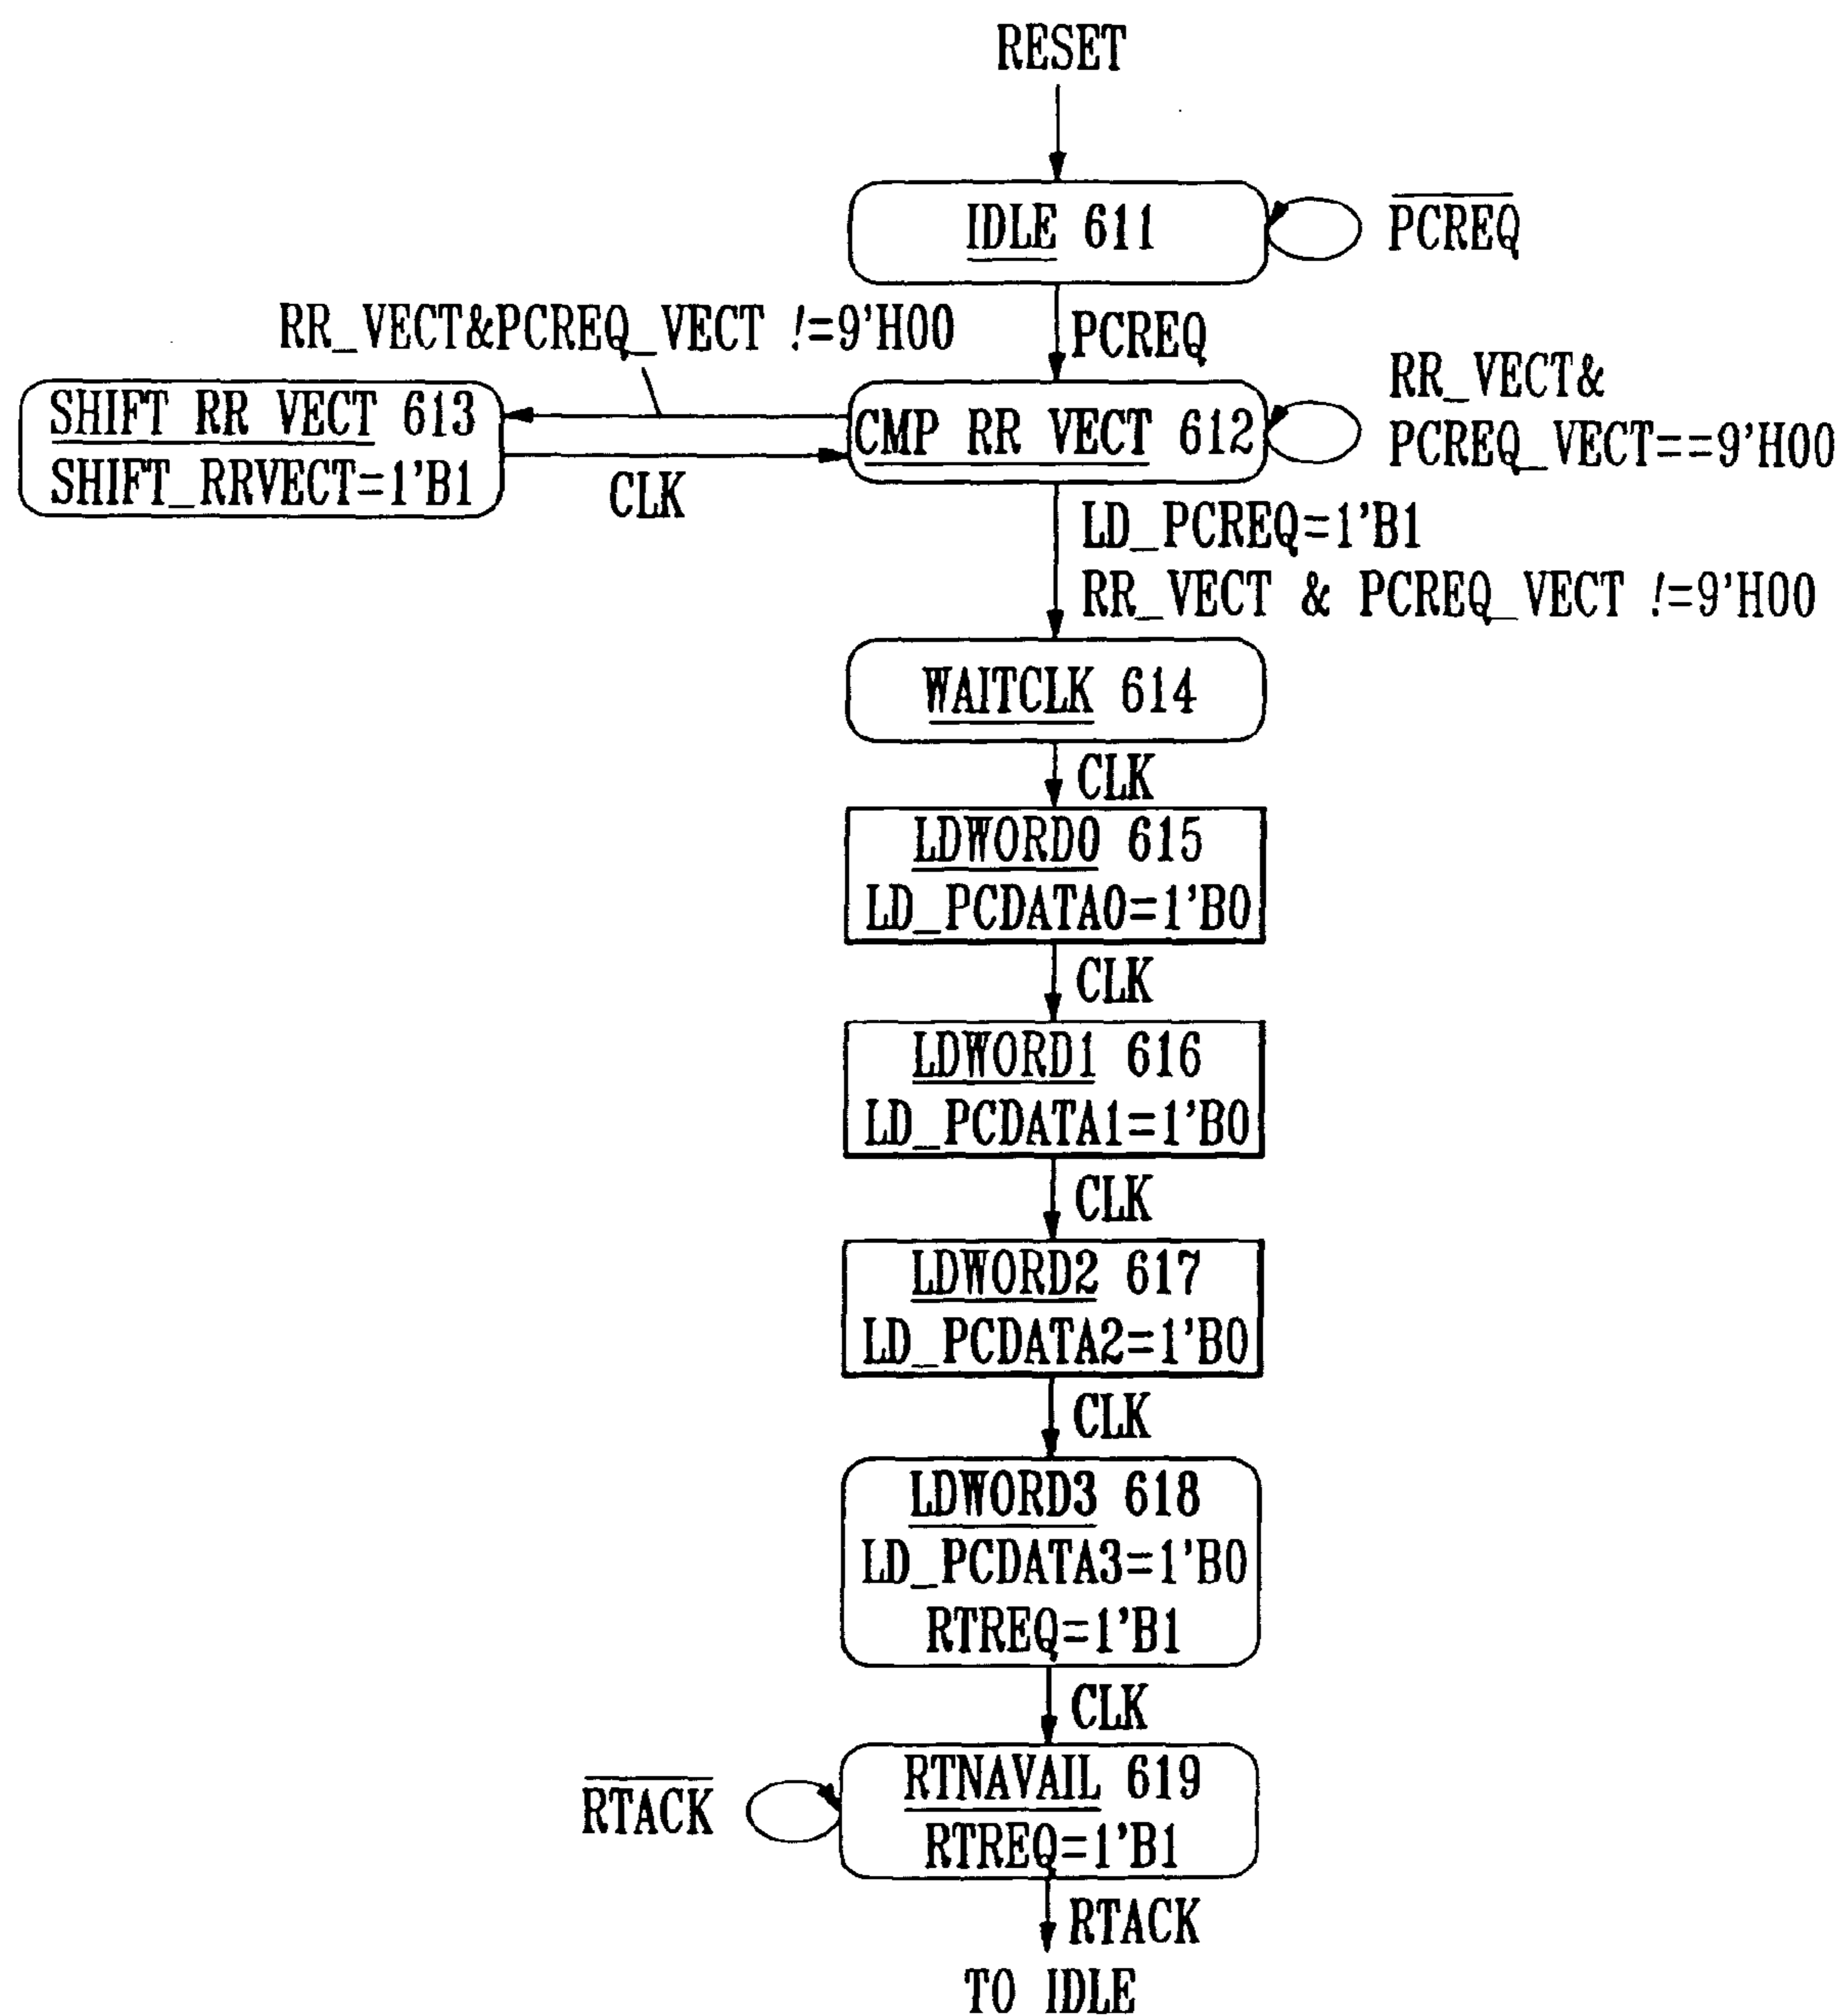 RESET
IDLE 611
PCREQ
RR_VECT&PCREQ_VECT !=9'H00
PCREQ
SHIFT RR VECT 613
SHIFT_RRVECT=1'B1
CLK
CMP RR VECT 612
RR_VECT&
PCREQ_VECT==9'H00
LD_PCREQ=1'B1
RR_VECT & PCREQ_VECT !=9'H00
WAITCLK 614
CLK
LDWORD0 615
LD_PCDATA0=1'B0
CLK
LDWORD1 616
LD_PCDATA1=1'B0
CLK
LDWORD2 617
LD_PCDATA2=1'B0
CLK
LDWORD3 618
LD_PCDATA3=1'B0
RTREQ=1'B1
CLK
RTACK
RTNAVAIL 619
RTREQ=1'B1
RTACK
TO IDLE